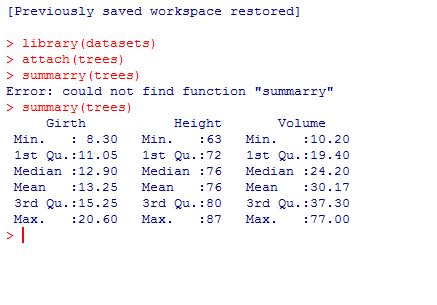 [Previously saved workspace restored]
> library(datasets)
> attach(trees)
> summarry(trees)
Error: could not find function "summarry"
> summary(trees)
Girth Height Volume
Min. : 8.30 Min. :63 Min. :10.20
1st Qu.:11.05 1st Qu.:72 1st Qu.:19.40
Median :12.90 Median :76 Median :24.20
Mean :13.25 Mean :76 Mean :30.17
3rd Qu.:15.25 3rd Qu.:80 3rd Qu.:37.30
Max. :20.60 Max. :87 Max. :77.00
>